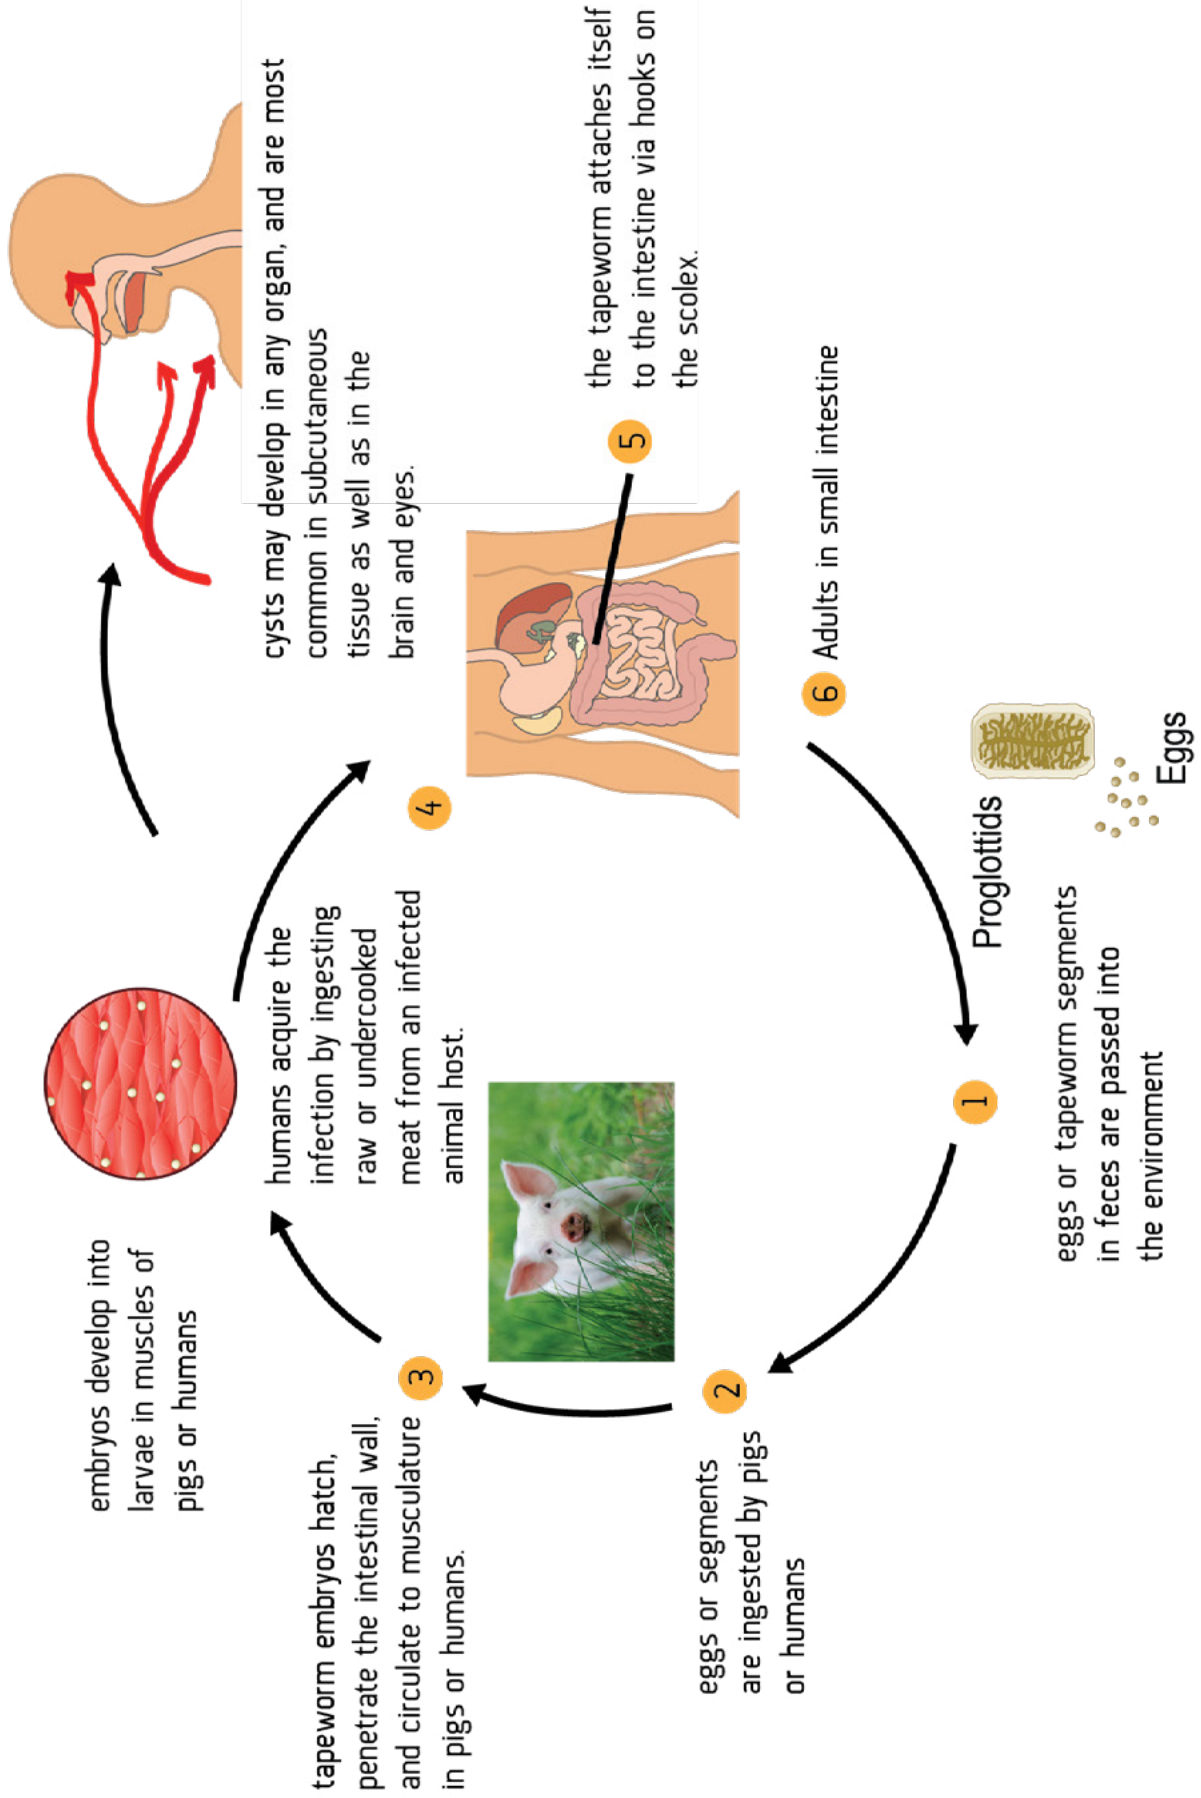 embryos develop into
larvae in muscles of
pigs or humans
cysts may develop in any organ, and are most
common in subcutaneous
tissue as well as in the
brain and eyes.
humans acquire the
infection by ingesting
raw or undercooked
meat from an infected
animal host.
4
tapeworm embryos hatch,
penetrate the intestinal wall,
and circulate to musculature
in pigs or humans.
3
5
the tapeworm attaches itself
to the intestine via hooks on
the scolex.
eggs or segments
are ingested by pigs
or humans
2
6
Adults in small intestine
1
Proglottids
Eggs
eggs or tapeworm segments
in feces are passed into
the environment